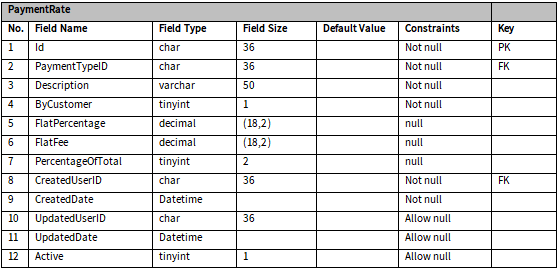 PaymentRate
No. Field Name Field Type Field Size Default Value Constraints Key
1 Id char 36 Not null PK
2 PaymentTypeID char 36 Not null FK
3 Description varchar 50 Not null
4 ByCustomer tinyint 1 Not null
5 FlatPercentage decimal (18,2) null
6 FlatFee decimal (18,2) null
7 PercentageOfTotal tinyint 2 null
8 CreatedUserID char 36 Not null FK
9 CreatedDate Datetime Not null
10 UpdatedUserID char 36 Allow null
11 UpdatedDate Datetime Allow null
12 Active tinyint 1 Allow null